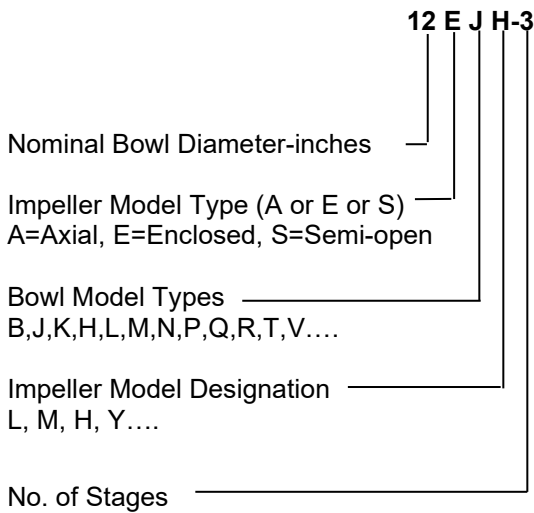 12 E J H-3
Nominal Bowl Diameter-inches
Impeller Model Type (A or E or S)
A=Axial, E=Enclosed, S=Semi-open
Bowl Model Types
B,J,K,H,L,M,N,P,Q,R,T,V….
Impeller Model Designation
L, M, H, Y….
No. of Stages